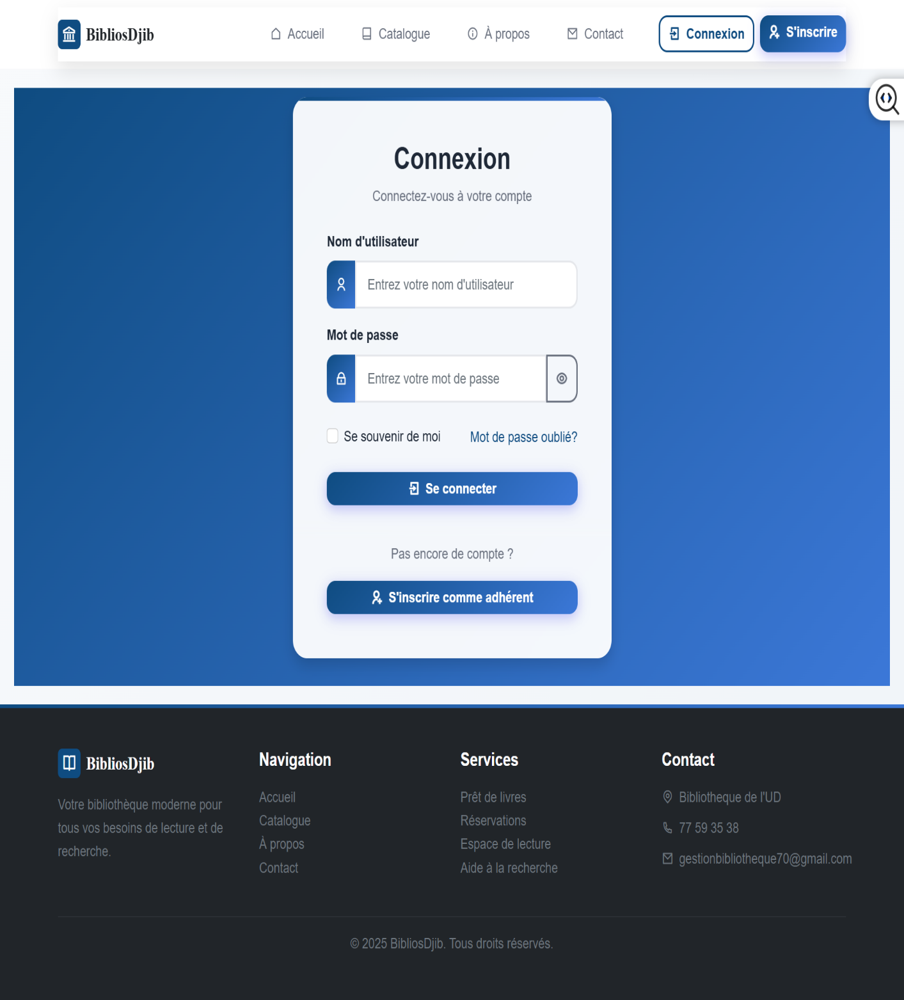 BibliosDjib
Accueil
Catalogue
À propos
Contact
Connexion
S'inscrire
Connexion
Connectez-vous à votre compte
Nom d'utilisateur
Entrez votre nom d'utilisateur
Mot de passe
Entrez votre mot de passe
Se souvenir de moi
Mot de passe oublié?
Se connecter
Pas encore de compte ?
S'inscrire comme adhérent
BibliosDjib
Votre bibliothèque moderne pour
tous vos besoins de lecture et de
recherche.
Navigation
Accueil
Catalogue
À propos
Contact
Services
Prêt de livres
Réservations
Espace de lecture
Aide à la recherche
Contact
Bibliotheque de l'UD
77 59 35 38
gestionbibliotheque70@gmail.com
© 2025 BibliosDjib. Tous droits réservés.